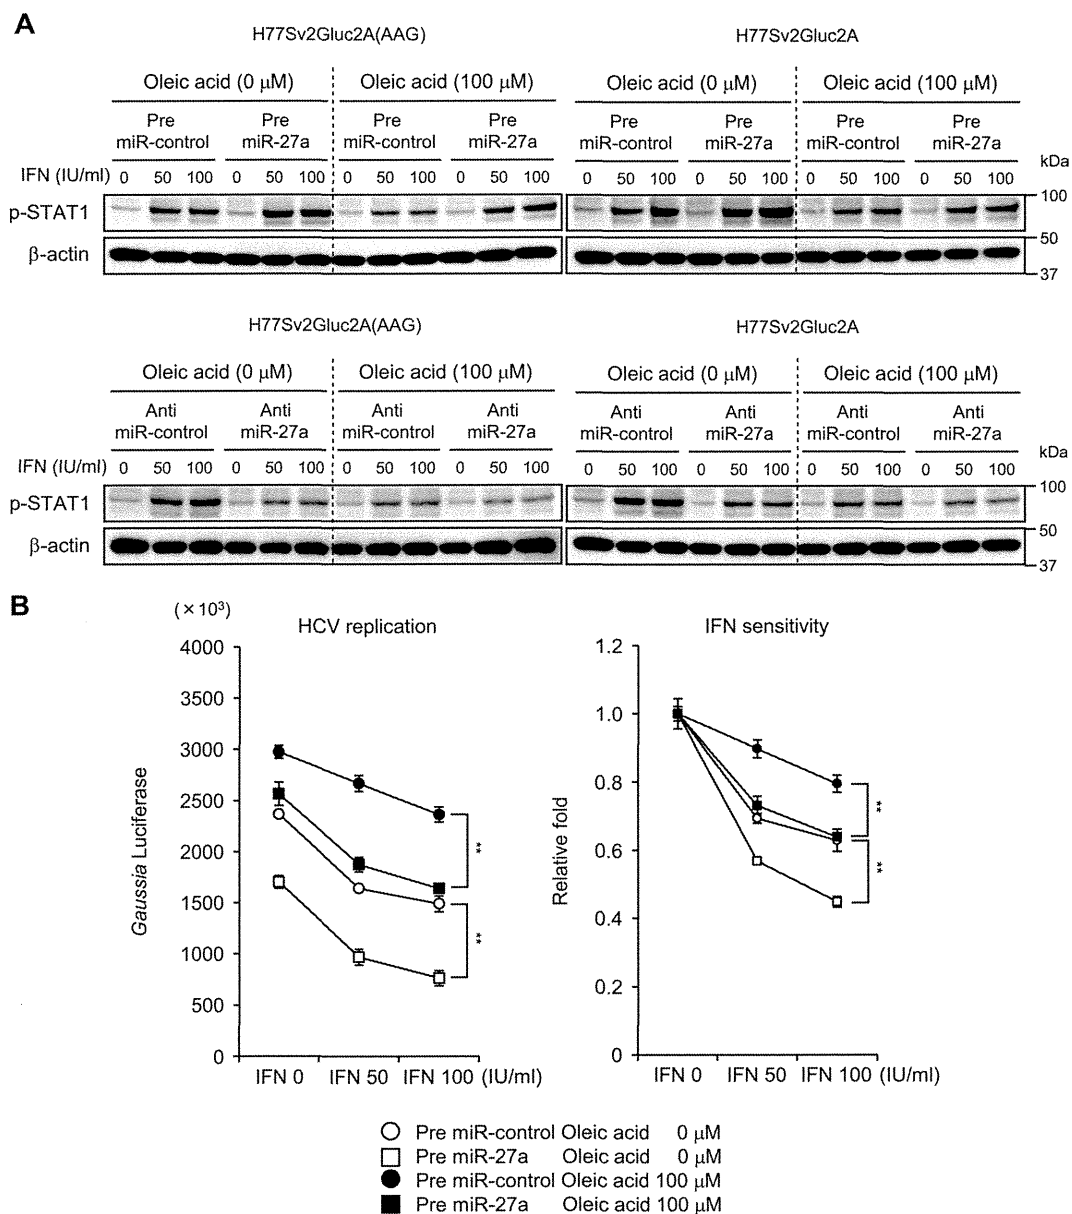 A
H77Sv2Gluc2A(AAG) H77Sv2Gluc2A
Oleic acid (0 μM) Oleic acid (100 μM) Oleic acid (0 μM) Oleic acid (100 μM)
Pre Pre Pre Pre Pre Pre Pre Pre
miR-control miR-27a miR-control miR-27a miR-control miR-27a miR-control miR-27a
kDa
IFN (IU/ml) 0 50 100 0 50 100 0 50 100 0 50 100 0 50 100 0 50 100 0 50 100 0 50 100
100
p-STAT1
50
β-actin
37
H77Sv2Gluc2A(AAG) H77Sv2Gluc2A
Oleic acid (0 μM) Oleic acid (100 μM) Oleic acid (0 μM) Oleic acid (100 μM)
Anti Anti Anti Anti Anti Anti Anti Anti
miR-control miR-27a miR-control miR-27a miR-control miR-27a miR-control miR-27a
kDa
IFN (IU/ml) 0 50 100 0 50 100 0 50 100 0 50 100 0 50 100 0 50 100 0 50 100 0 50 100
100
p-STAT1
50
β-actin
37
B
(×10³)
HCV replication
4000
3500
3000
2500
2000
1500
1000
500
0
Gaussia Luciferase
**
**
IFN 0 IFN 50 IFN 100 (IU/ml)
IFN sensitivity
1.2
1.0
0.8
0.6
0.4
0.2
0
Relative fold
**
**
IFN 0 IFN 50 IFN 100 (IU/ml)
Pre miR-control Oleic acid 0 μM
Pre miR-27a Oleic acid 0 μM
Pre miR-control Oleic acid 100 μM
Pre miR-27a Oleic acid 100 μM